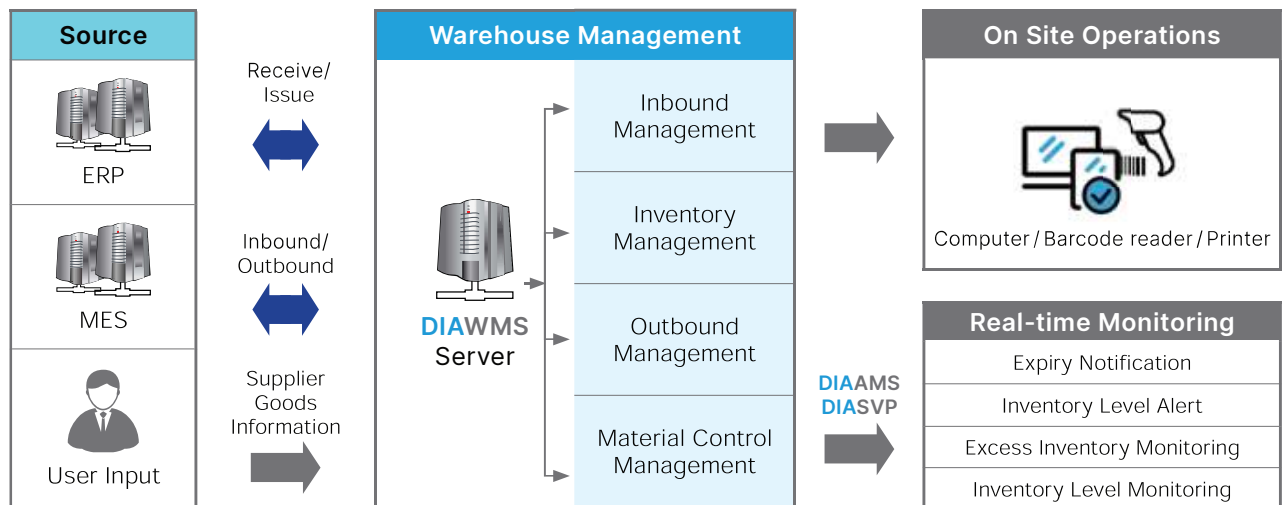 Source
ERP
MES
User Input
Receive/
Issue
Inbound/
Outbound
Supplier
Goods
Information
Warehouse Management
DIAWMS
Server
Inbound
Management
Inventory
Management
Outbound
Management
Material Control
Management
DIAAMS
DIASVP
On Site Operations
Computer / Barcode reader / Printer
Real-time Monitoring
Expiry Notification
Inventory Level Alert
Excess Inventory Monitoring
Inventory Level Monitoring